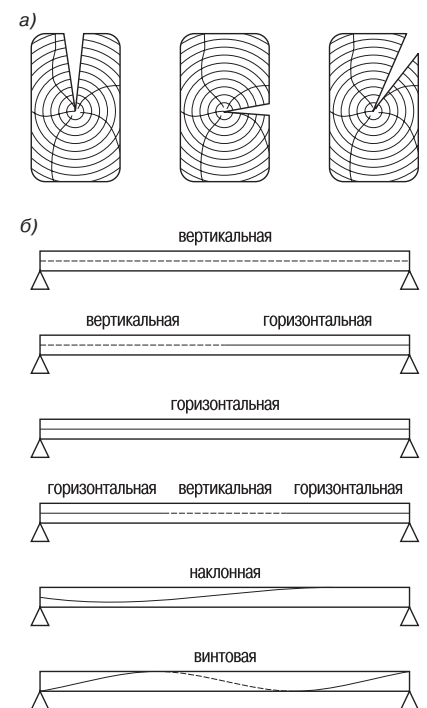 а)
б)
вертикальная
вертикальная горизонтальная
горизонтальная
горизонтальная вертикальная горизонтальная
наклонная
винтовая